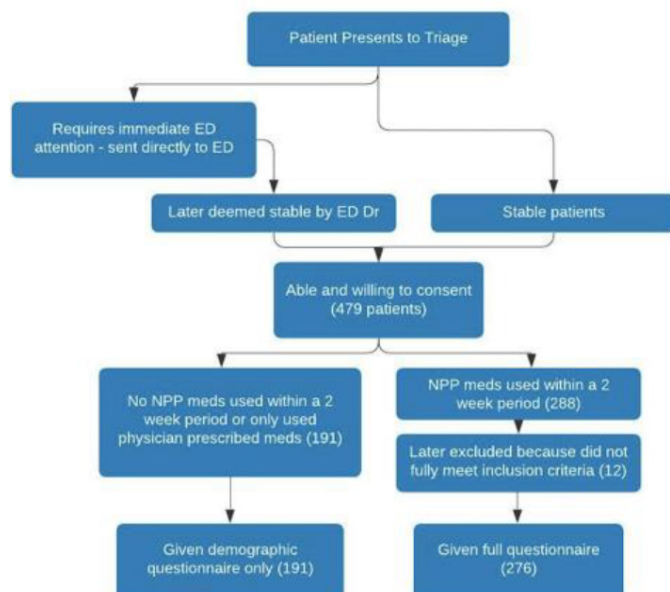 Patient Presents to Triage
Requires immediate ED
attention - sent directly to ED
Later deemed stable by ED Dr
Stable patients
Able and willing to consent
(479 patients)
No NPP meds used within a 2
week period or only used
physician prescribed meds (191)
NPP meds used within a 2
week period (288)
Later excluded because did not
fully meet inclusion criteria (12)
Given demographic
questionnaire only (191)
Given full questionnaire
(276)